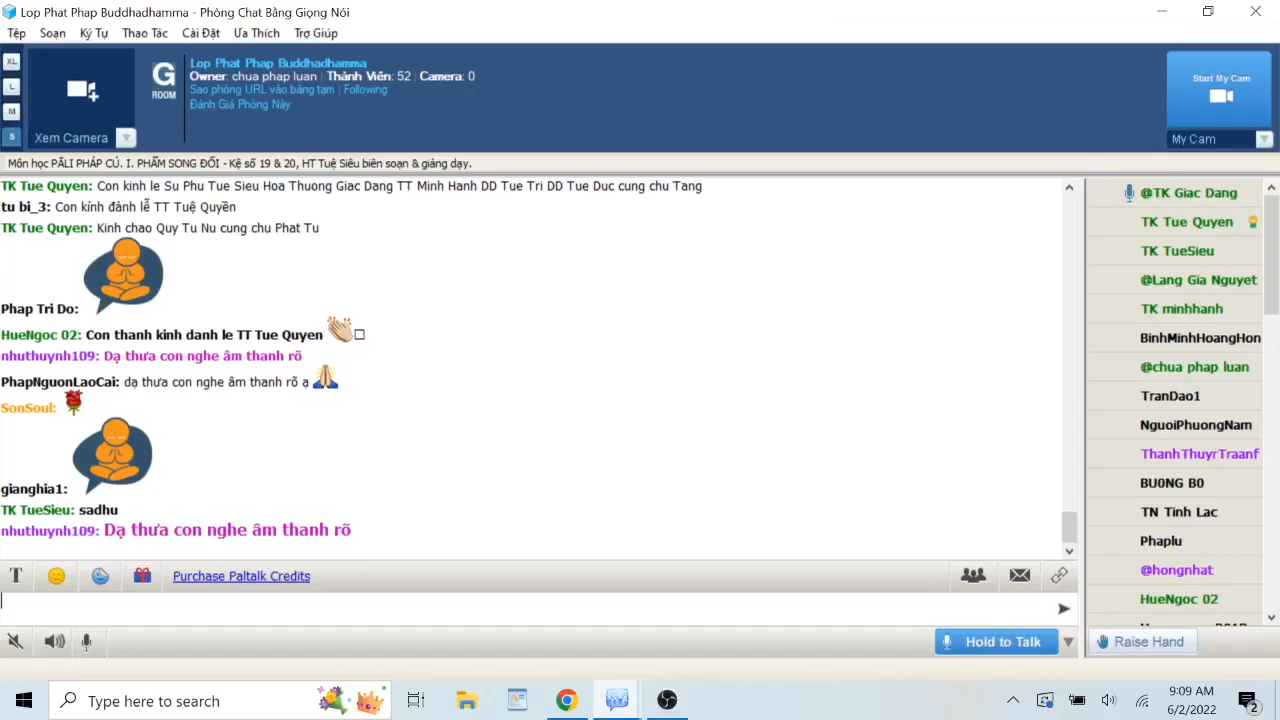 Lop Phat Phap Buddhadhamma - Phòng Chat Bằng Giọng Nói
Tệp Soạn Ký Tự Thao Tác Cài Đặt Ưa Thích Trợ Giúp
XL
L
M
S
Xem Camera
G
ROOM
Lop Phat Phap Buddhadhamma
Owner: chua phap luan | Thành Viên: 52 | Camera: 0
Sao phòng URL vào bảng tạm | Following
Đánh Giá Phòng Này
Start My Cam
My Cam
Môn học PĀLI PHÁP CÚ. I. PHẨM SONG ĐỐI - Kệ số 19 & 20, HT Tuệ Siêu biên soạn & giảng dạy.
TK Tue Quyen: Con kinh le Su Phu Tue Sieu Hoa Thuong Giac Dang TT Minh Hanh DD Tue Tri DD Tue Duc cung chu Tang
tu bi_3: Con kính đảnh lễ TT Tuệ Quyền
TK Tue Quyen: Kinh chao Quy Tu Nu cung chu Phat Tu
Phap Tri Do:
HueNgoc 02: Con thanh kinh danh le TT Tue Quyen
nhuthuynh109: Dạ thưa con nghe âm thanh rõ
PhapNguonLaoCai: dạ thưa con nghe âm thanh rõ ạ
SonSoul:
gianghia1:
TK TueSieu: sadhu
nhuthuynh109: Dạ thưa con nghe âm thanh rõ
@TK Giac Dang
TK Tue Quyen
TK TueSieu
@Lang Gia Nguyet
TK minhhanh
BinhMinhHoangHon
@chua phap luan
TranDao1
NguoiPhuongNam
ThanhThuyrTraanf
BU0NG B0
TN Tinh Lac
Phaplu
@hongnhat
HueNgoc 02
T
Purchase Paltalk Credits
Hold to Talk
Raise Hand
Type here to search
9:09 AM
6/2/2022
2